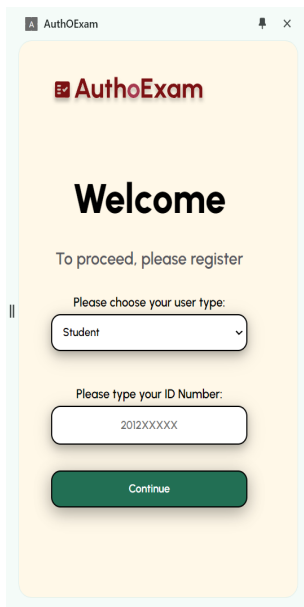 A AuthOExam
AuthoExam
Welcome
To proceed, please register
Please choose your user type:
Student
Please type your ID Number:
2012XXXXX
Continue